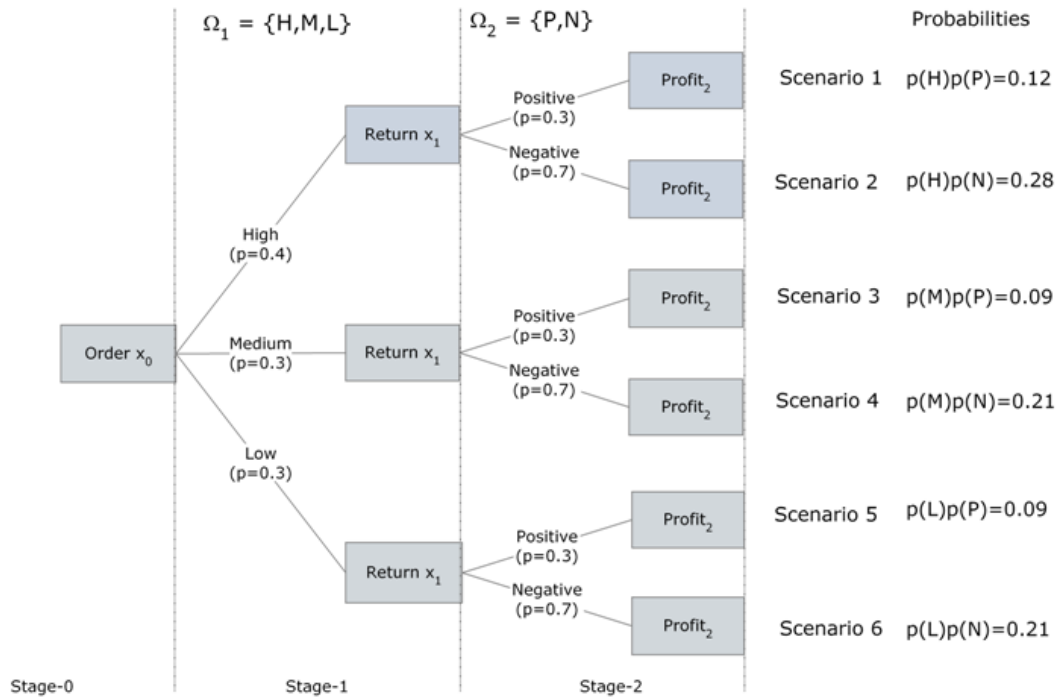 Ω₁ = {H,M,L}
Ω₂ = {P,N}
Probabilities
Profit₂
Scenario 1
p(H)p(P)=0.12
Positive
(p=0.3)
Return x₁
Negative
(p=0.7)
Profit₂
Scenario 2
p(H)p(N)=0.28
High
(p=0.4)
Profit₂
Scenario 3
p(M)p(P)=0.09
Positive
(p=0.3)
Order x₀
Medium
(p=0.3)
Return x₁
Negative
(p=0.7)
Profit₂
Scenario 4
p(M)p(N)=0.21
Low
(p=0.3)
Profit₂
Scenario 5
p(L)p(P)=0.09
Positive
(p=0.3)
Return x₁
Negative
(p=0.7)
Profit₂
Scenario 6
p(L)p(N)=0.21
Stage-0
Stage-1
Stage-2